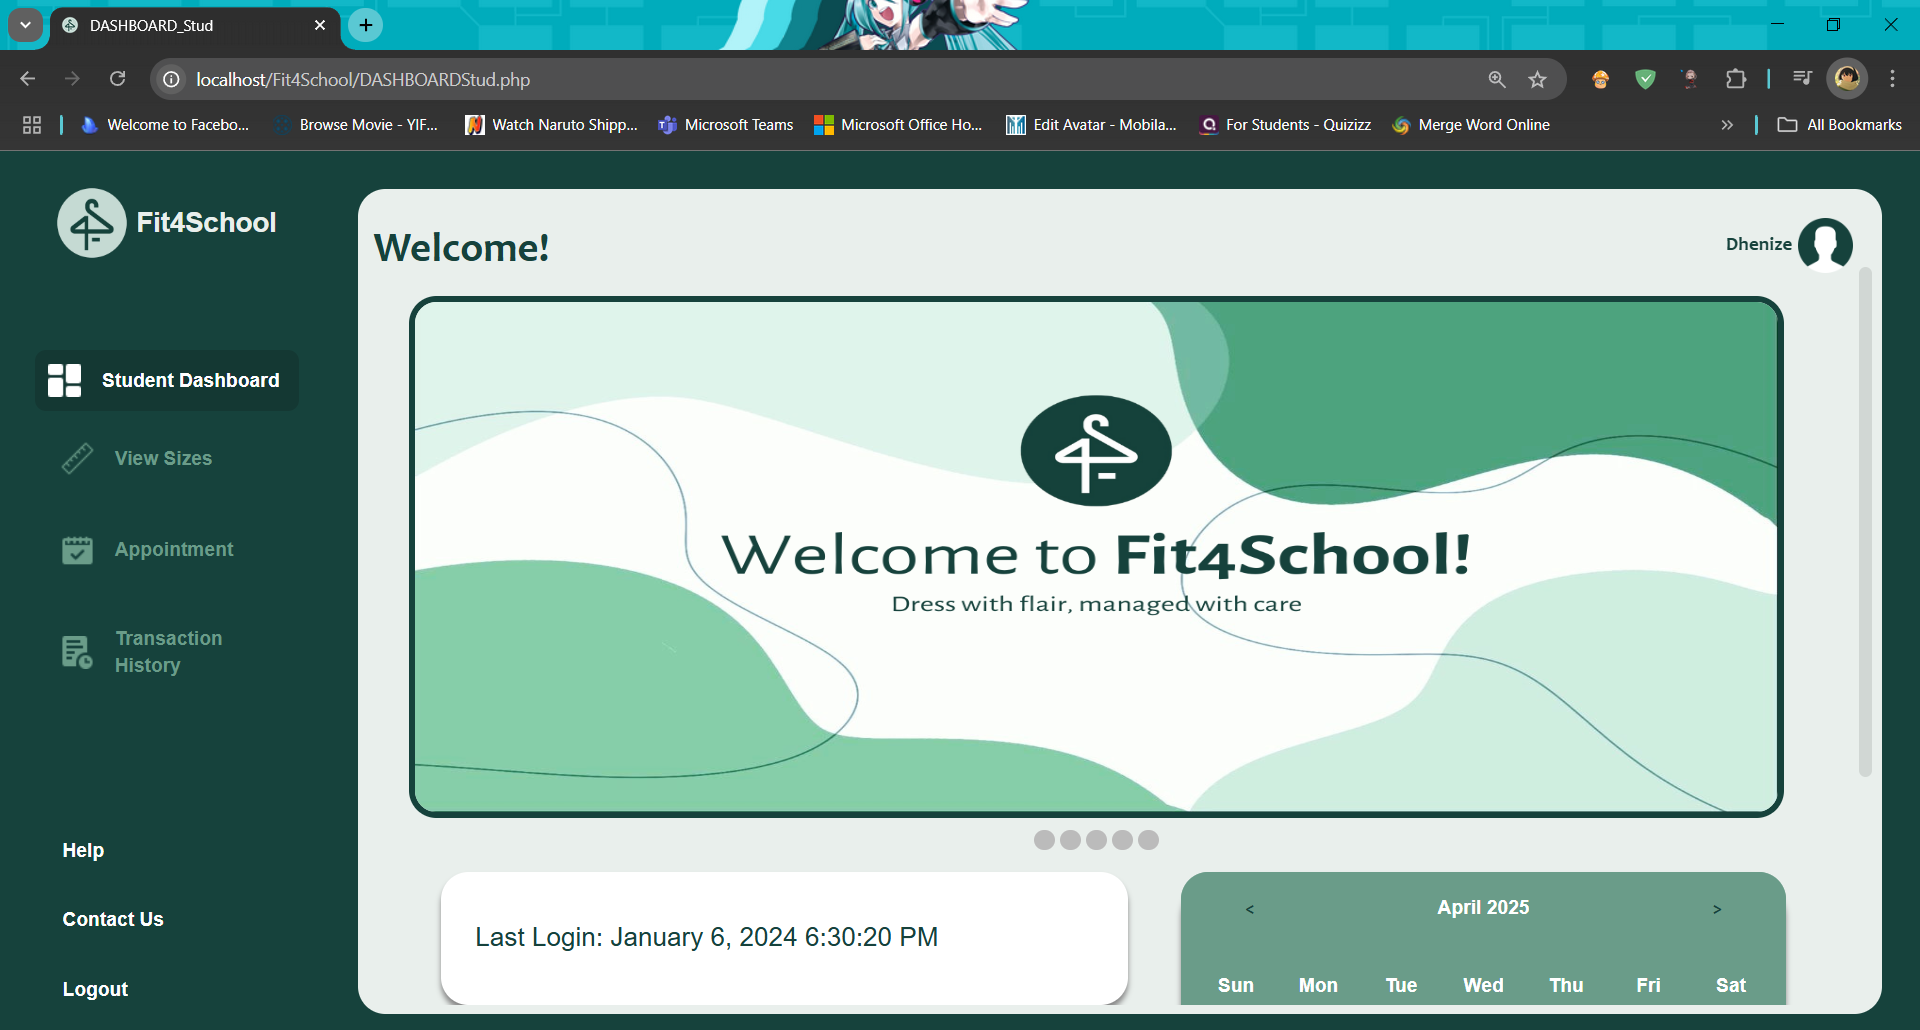 DASHBOARD_Stud
localhost/Fit4School/DASHBOARDStud.php
Welcome to Facebo...
Browse Movie - YIF...
Watch Naruto Shipp...
Microsoft Teams
Microsoft Office Ho...
Edit Avatar - Mobila...
For Students - Quizizz
Merge Word Online
All Bookmarks
Fit4School
Student Dashboard
View Sizes
Appointment
Transaction
History
Help
Contact Us
Logout
Welcome!
Dhenize
Welcome to Fit4School!
Dress with flair, managed with care
Last Login: January 6, 2024 6:30:20 PM
< April 2025 >
Sun Mon Tue Wed Thu Fri Sat